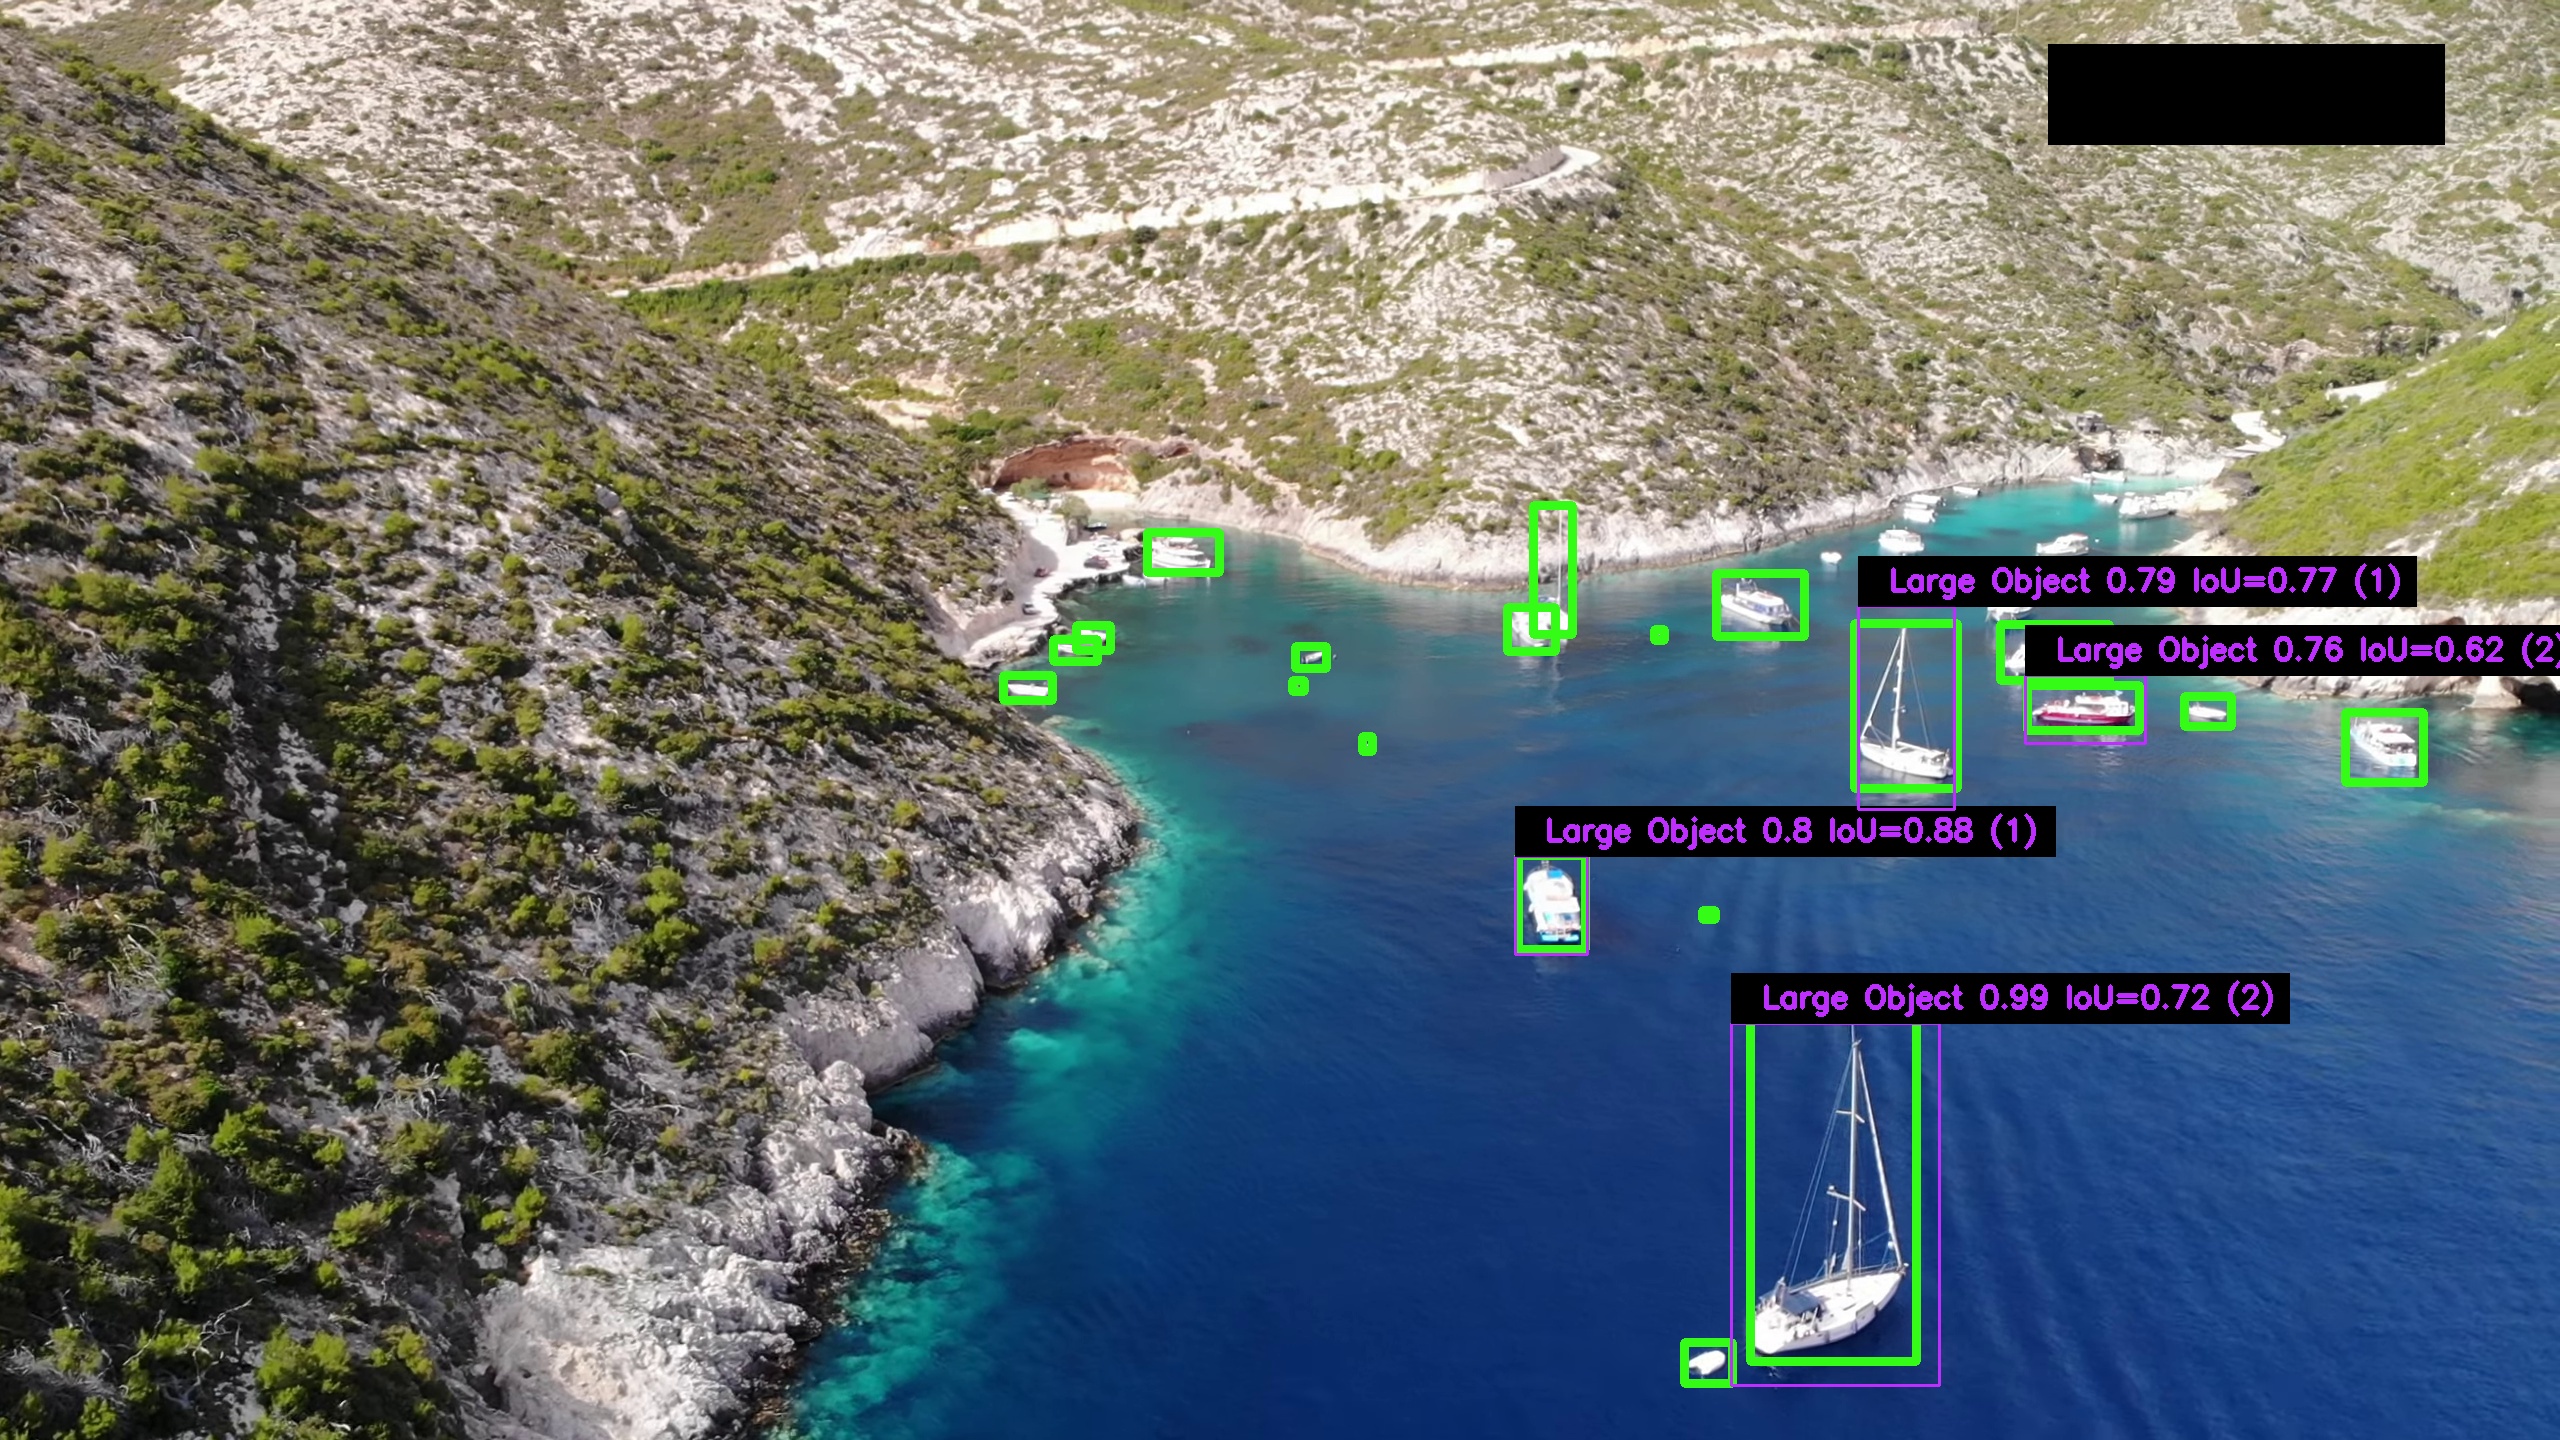 Large Object 0.79 IoU=0.77 (1)
Large Object 0.76 IoU=0.62 (2)
Large Object 0.8 IoU=0.88 (1)
Large Object 0.99 IoU=0.72 (2)